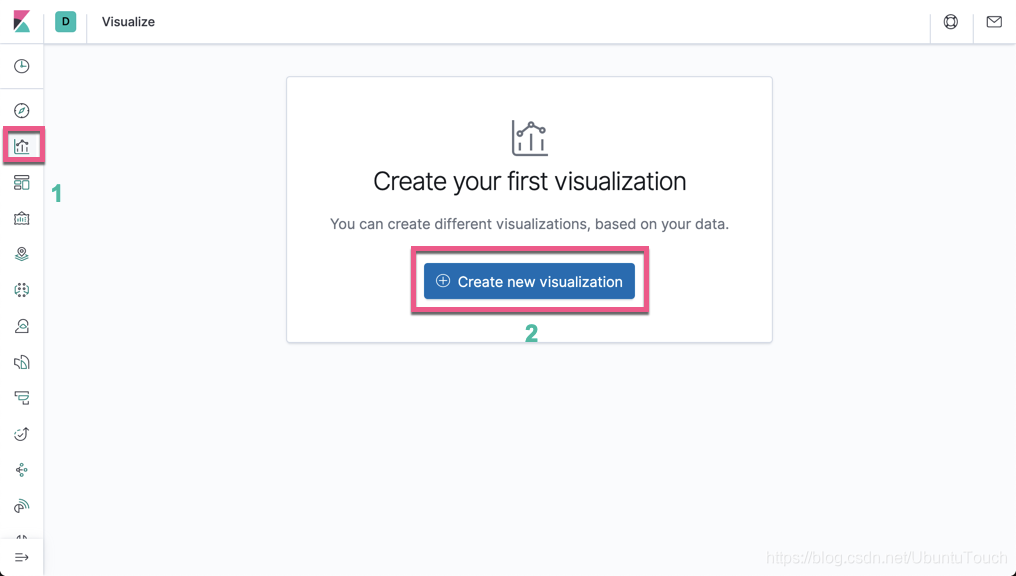 D Visualize
1
Create your first visualization
You can create different visualizations, based on your data.
Create new visualization
2
https://blog.csdn.net/UbuntuTouch